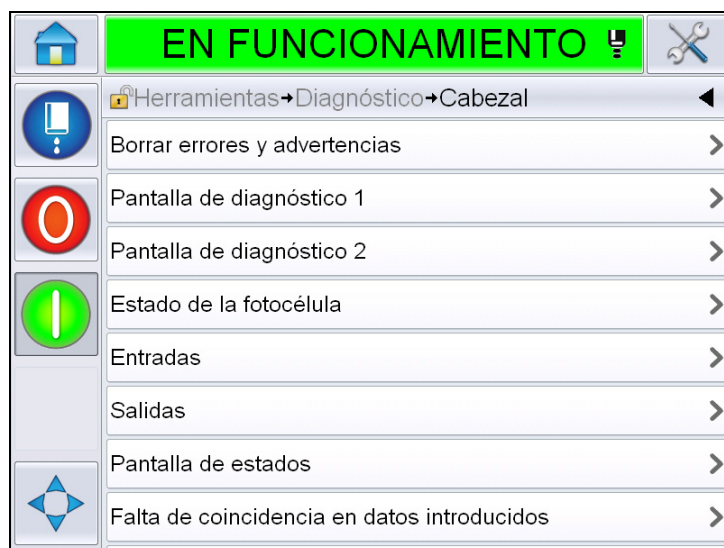 EN FUNCIONAMIENTO
Herramientas→Diagnóstico→Cabezal
Borrar errores y advertencias
Pantalla de diagnóstico 1
Pantalla de diagnóstico 2
Estado de la fotocélula
Entradas
Salidas
Pantalla de estados
Falta de coincidencia en datos introducidos